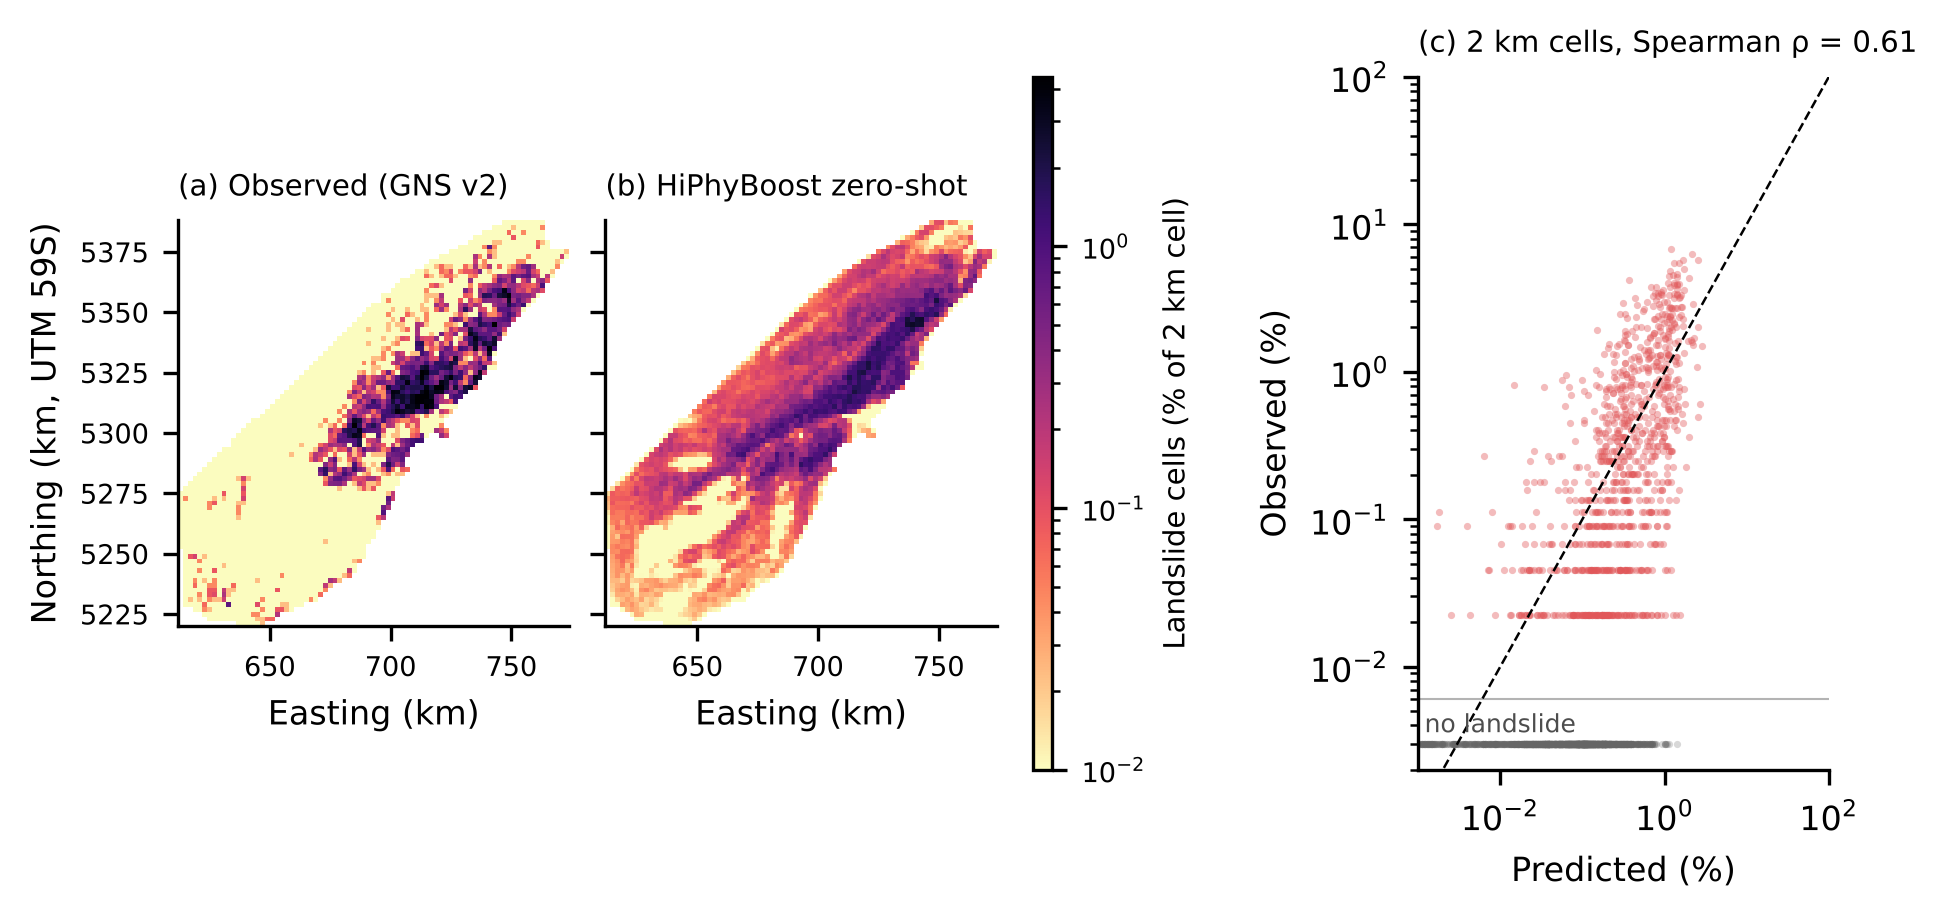 (a) Observed (GNS v2)
Northing (km, UTM 59S)
5375
5350
5325
5300
5275
5250
5225
650
700
750
Easting (km)
(b) HiPhyBoost zero-shot
650
700
750
Easting (km)
10⁰
10⁻¹
10⁻²
Landslide cells (% of 2 km cell)
(c) 2 km cells, Spearman ρ = 0.61
Observed (%)
10²
10¹
10⁰
10⁻¹
10⁻²
no landslide
10⁻²
10⁰
10²
Predicted (%)